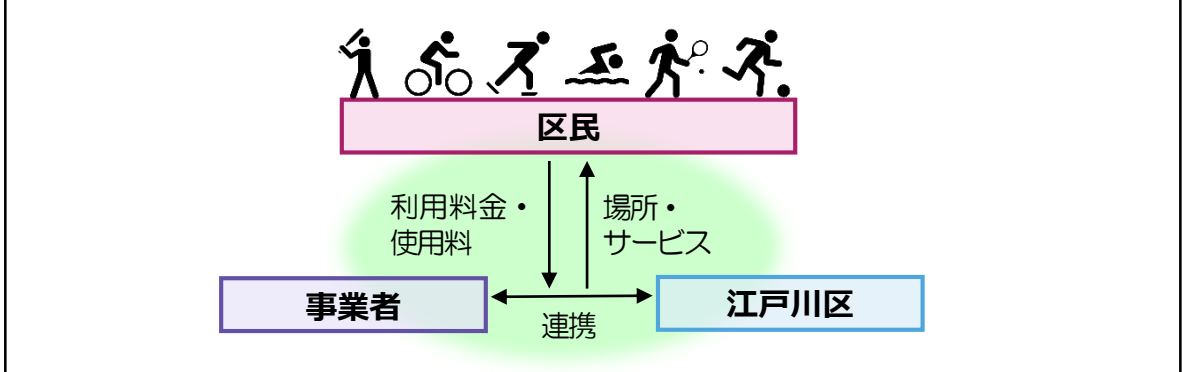 区民
利用料金・
使用料
場所・
サービス
事業者
連携
江戸川区